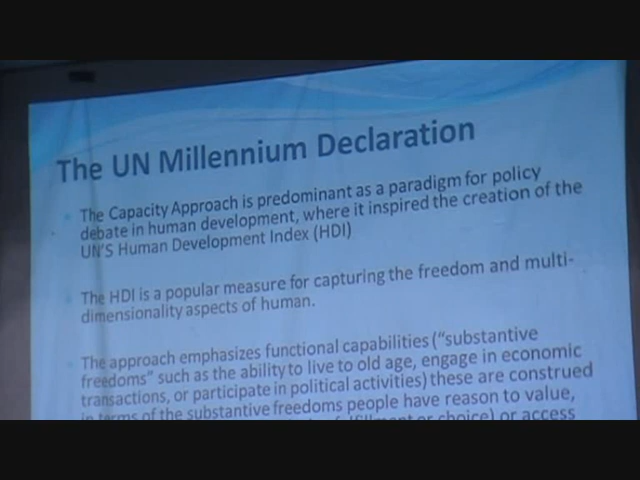 The UN Millennium Declaration
The Capacity Approach is predominant as a paradigm for policy
debate in human development, where it inspired the creation of the
UN'S Human Development Index (HDI)
The HDI is a popular measure for capturing the freedom and multi-
dimensionality aspects of human.
The approach emphasizes functional capabilities ("substantive
freedoms" such as the ability to live to old age, engage in economic
transactions, or participate in political activities) these are construed
in terms of the substantive freedoms people have reason to value,
or choice) or access